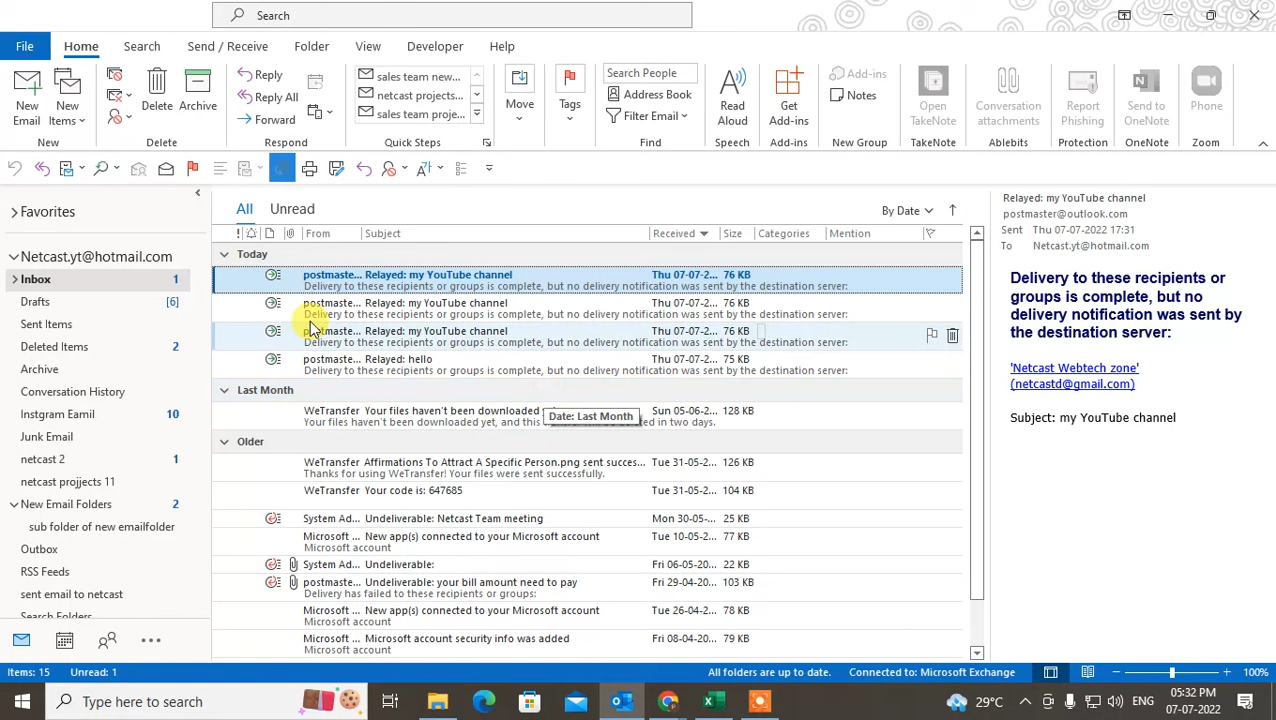 Search
File Home Search Send / Receive Folder View Developer Help
New Email
New Items
Delete
Archive
Reply
Reply All
Forward
sales team new...
netcast projects...
sales team proje...
Move
Tags
Search People
Address Book
Filter Email
Read Aloud
Get Add-ins
Add-ins
Notes
Open TakeNote
Conversation attachments
Report Phishing
Send to OneNote
Phone
New Delete Respond Quick Steps Find Speech Add-ins New Group TakeNote Ablebits Protection OneNote Zoom
Favorites
Netcast.yt@hotmail.com
Inbox 1
Drafts [6]
Sent Items
Deleted Items 2
Archive
Conversation History
Instgram Eamil 10
Junk Email
netcast 2 1
netcast projjects 11
New Email Folders 2
sub folder of new emailfolder
Outbox
RSS Feeds
sent email to netcast
Search Folders
All Unread
By Date
From Subject Received Size Categories Mention
Today
postmaste... Relayed: my YouTube channel Thu 07-07-2... 76 KB
Delivery to these recipients or groups is complete, but no delivery notification was sent by the destination server:
postmaste... Relayed: my YouTube channel Thu 07-07-2... 76 KB
Delivery to these recipients or groups is complete, but no delivery notification was sent by the destination server:
postmaste... Relayed: my YouTube channel Thu 07-07-2... 76 KB
Delivery to these recipients or groups is complete, but no delivery notification was sent by the destination server:
postmaste... Relayed: hello Thu 07-07-2... 75 KB
Delivery to these recipients or groups is complete, but no delivery notification was sent by the destination server:
Last Month
WeTransfer Your files haven't been downloaded Sun 05-06-2... 128 KB
Your files haven't been downloaded yet, and this in two days.
Date: Last Month
Older
WeTransfer Affirmations To Attract A Specific Person.png sent succes... Tue 31-05-2... 126 KB
Thanks for using WeTransfer! Your files were sent successfully.
WeTransfer Your code is: 647685 Tue 31-05-2... 104 KB
System Ad... Undeliverable: Netcast Team meeting Mon 30-05-... 25 KB
Microsoft ... New app(s) connected to your Microsoft account Tue 10-05-2... 77 KB
Microsoft account
System Ad... Undeliverable: Fri 06-05-2... 22 KB
postmaste... Undeliverable: your bill amount need to pay Fri 29-04-20... 103 KB
Delivery has failed to these recipients or groups:
Microsoft ... New app(s) connected to your Microsoft account Tue 26-04-2... 78 KB
Microsoft account
Microsoft ... Microsoft account security info was added Fri 08-04-20... 79 KB
Relayed: my YouTube channel
postmaster@outlook.com
Sent Thu 07-07-2022 17:31
To Netcast.yt@hotmail.com
Delivery to these recipients or
groups is complete, but no
delivery notification was sent by
the destination server:
'Netcast Webtech zone'
(netcastd@gmail.com)
Subject: my YouTube channel
Items: 15 Unread: 1 All folders are up to date. Connected to: Microsoft Exchange 100%
Type here to search
29°C
ENG
05:32 PM
07-07-2022